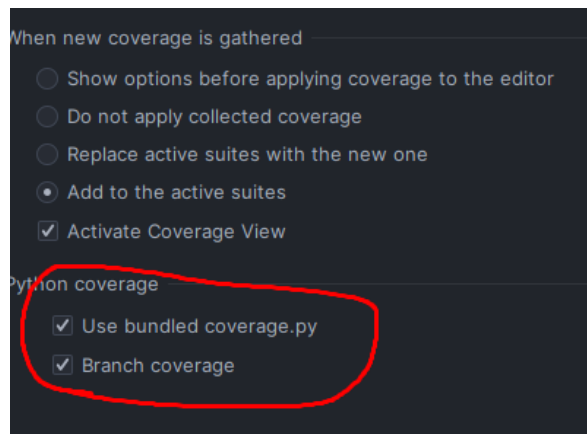 When new coverage is gathered
Show options before applying coverage to the editor
Do not apply collected coverage
Replace active suites with the new one
Add to the active suites
Activate Coverage View
Python coverage
Use bundled coverage.py
Branch coverage